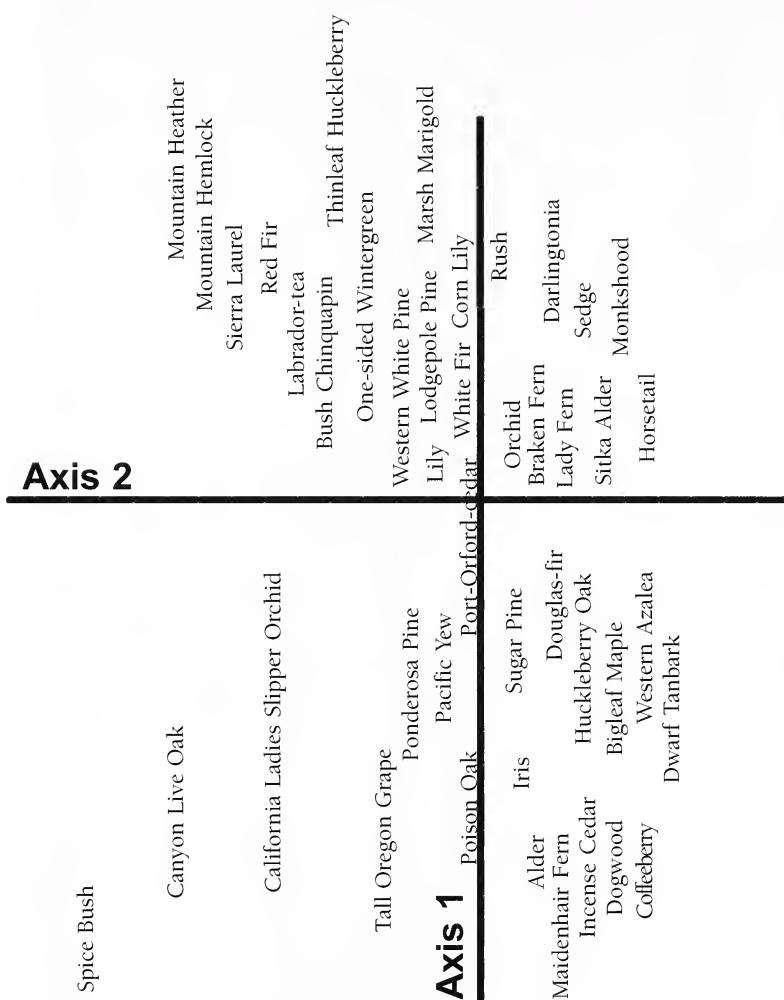 Mountain Heather
Mountain Hemlock
Sierra Laurel
Red Fir
Labrador-tea
Bush Chinquapin
Thinleaf Huckleberry
One-sided Wintergreen
Western White Pine
Lodgepole Pine
Marsh Marigold
Lily
White Fir
Corn Lily
Port-Orford-cedar
Axis 2
Rush
Orchid
Braken Fern
Darlingtonia
Lady Fern
Sedge
Sitka Alder
Monkshood
Horsetail
Spice Bush
Canyon Live Oak
California Ladies Slipper Orchid
Tall Oregon Grape
Ponderosa Pine
Pacific Yew
Poison Oak
Axis 1
Sugar Pine
Iris
Douglas-fir
Huckleberry Oak
Bigleaf Maple
Western Azalea
Dwarf Tanbark
Alder
Maidenhair Fern
Incense Cedar
Dogwood
Coffeeberry